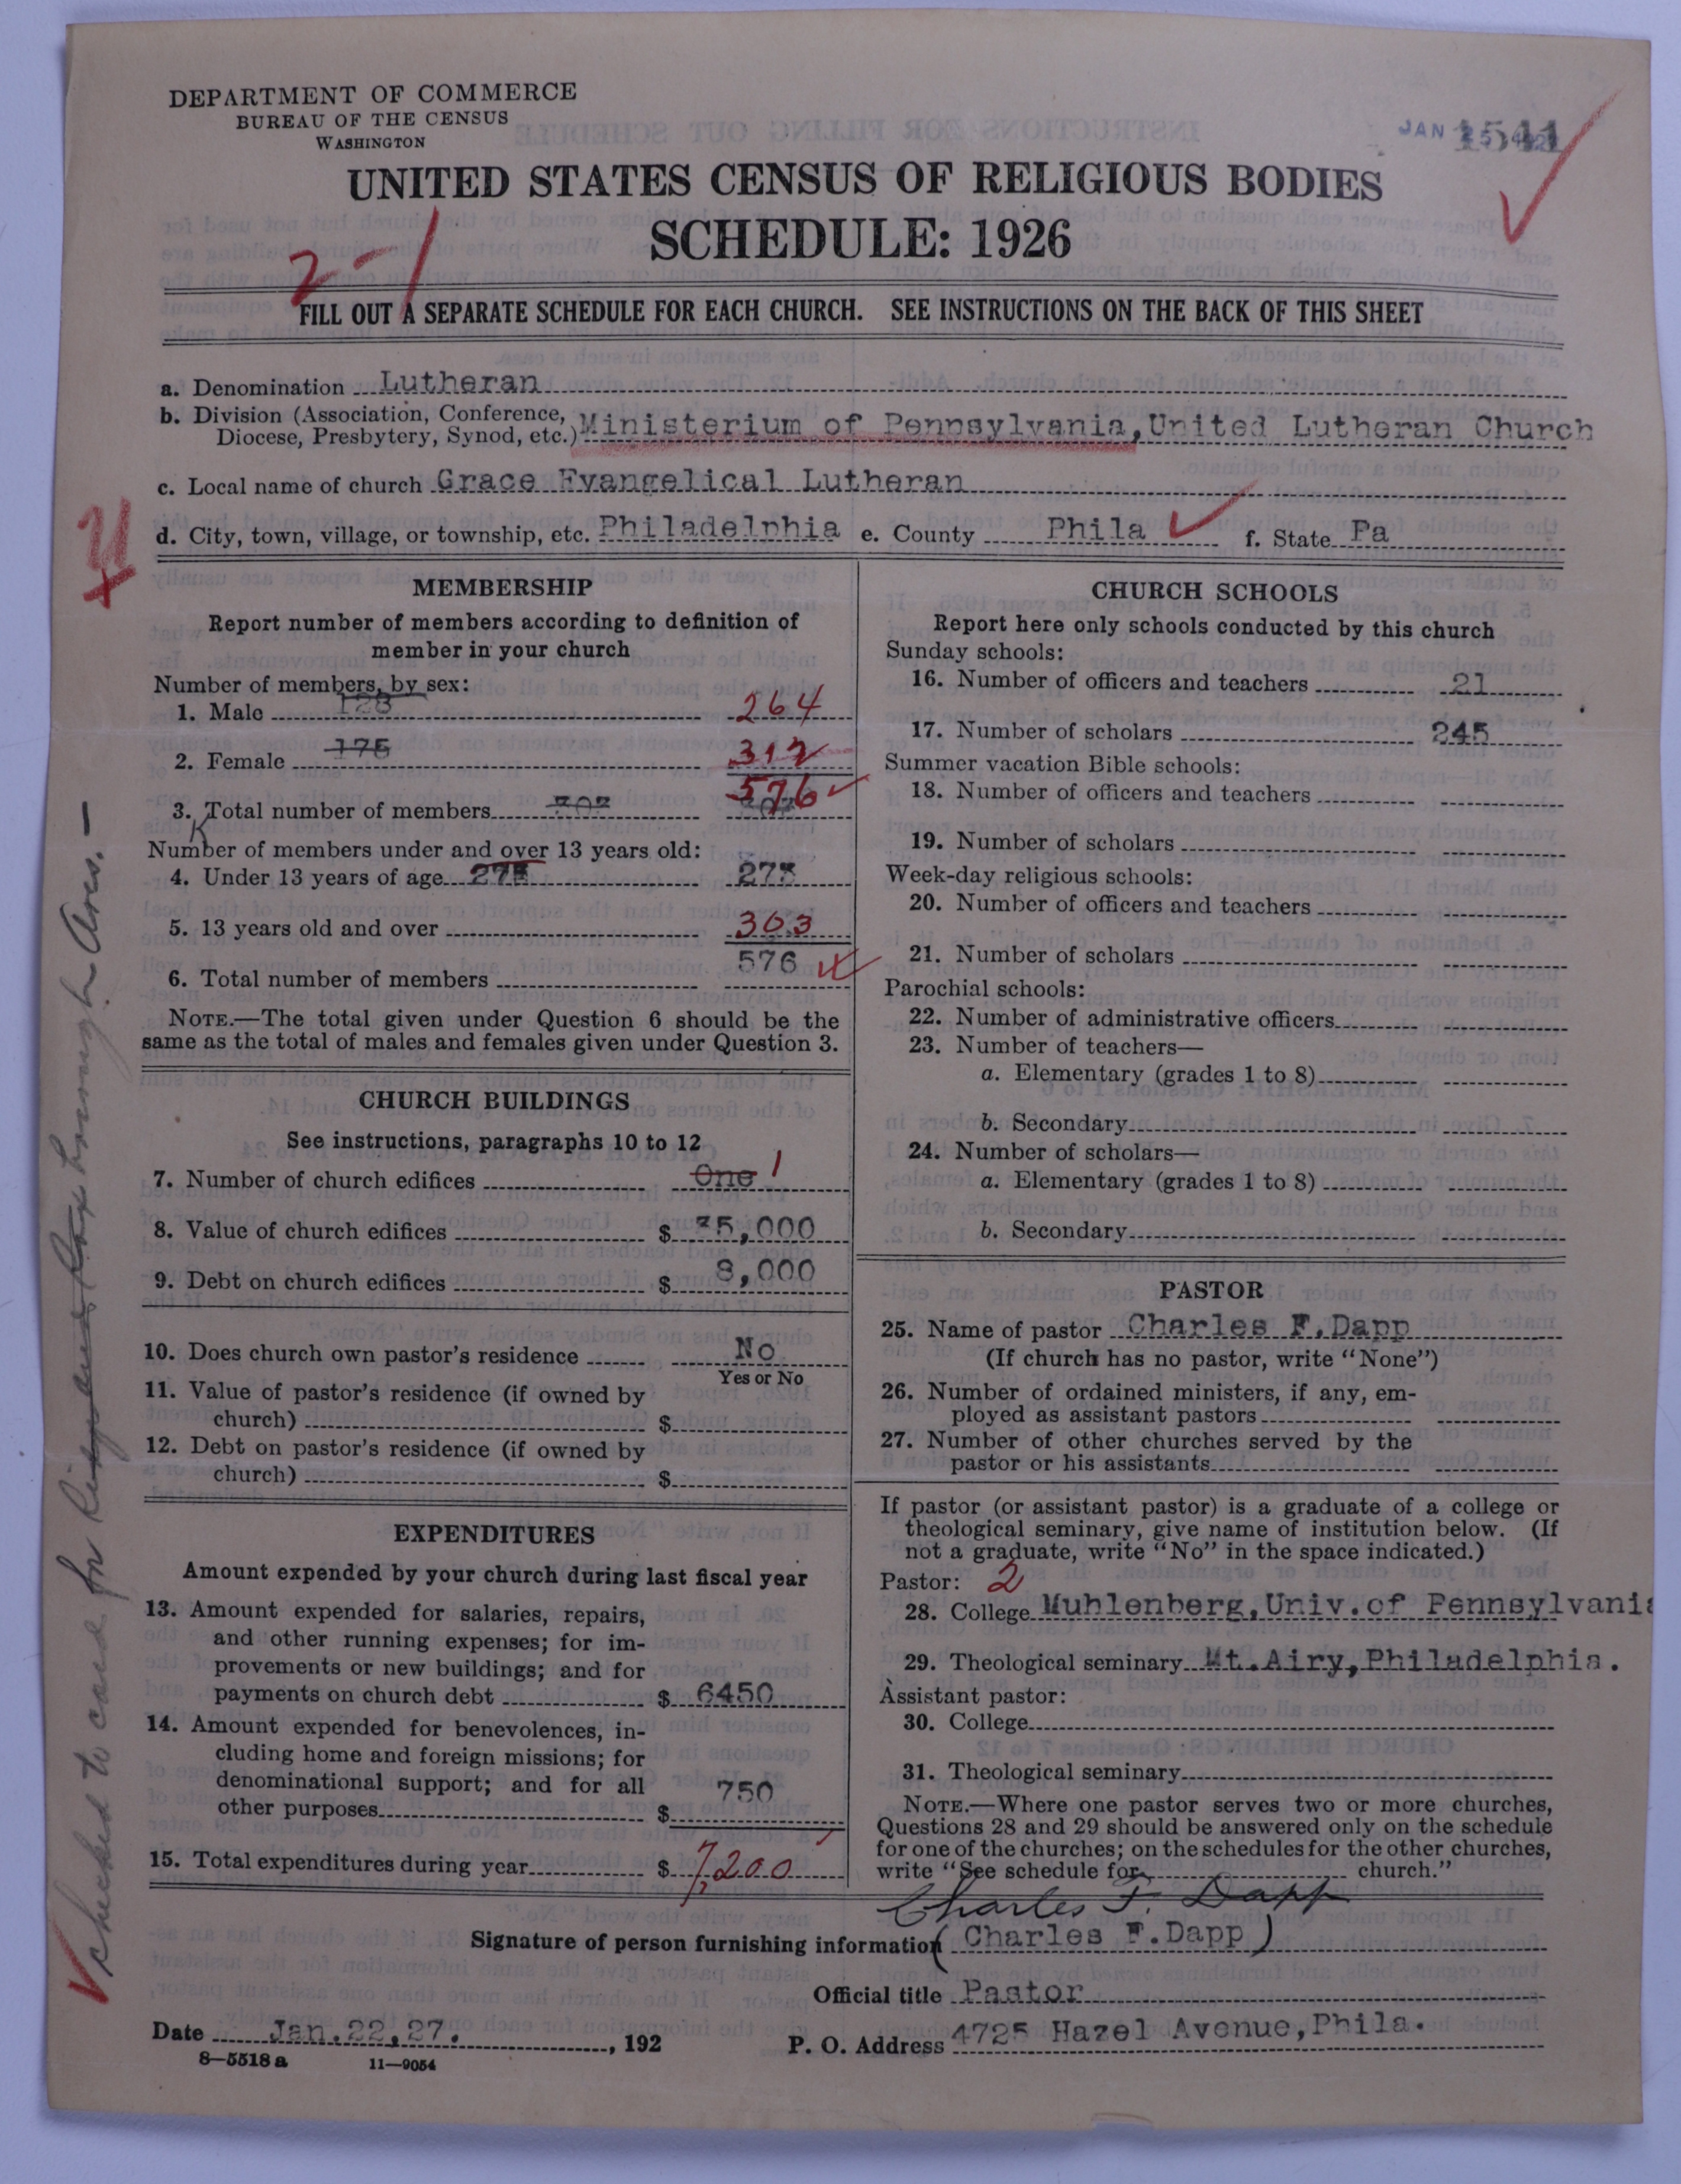 DEPARTMENT OF COMMERCE
BUREAU OF THE CENSUS
WASHINGTON
JAN
UNITED STATES CENSUS OF RELIGIOUS BODIES
SCHEDULE: 1926
2-1
FILL OUT A SEPARATE SCHEDULE FOR EACH CHURCH. SEE INSTRUCTIONS ON THE BACK OF THIS SHEET
a. Denomination Lutheran
b. Division (Association, Conference, Diocese, Presbytery, Synod, etc.) Ministerium of Pennsylvania, United Lutheran Church
c. Local name of church Grace Evangelical Lutheran
d. City, town, village, or township, etc. Philadelphia e. County Phila f. State Pa
MEMBERSHIP
Report number of members according to definition of
member in your church
Number of members, by sex:
1. Male 128 264
2. Female 175 312
3. Total number of members 576
Number of members under and over 13 years old:
4. Under 13 years of age 273
5. 13 years old and over 303
576
6. Total number of members
NOTE.—The total given under Question 6 should be the
same as the total of males and females given under Question 3.
CHURCH BUILDINGS
See instructions, paragraphs 10 to 12
7. Number of church edifices One 1
8. Value of church edifices $ 35,000
9. Debt on church edifices $ 8,000
10. Does church own pastor's residence No
Yes or No
11. Value of pastor's residence (if owned by
church) $
12. Debt on pastor's residence (if owned by
church) $
EXPENDITURES
Amount expended by your church during last fiscal year
13. Amount expended for salaries, repairs,
and other running expenses; for im-
provements or new buildings; and for
payments on church debt $ 6450
14. Amount expended for benevolences, in-
cluding home and foreign missions; for
denominational support; and for all
other purposes $ 750
15. Total expenditures during year $ 7,200
CHURCH SCHOOLS
Report here only schools conducted by this church
Sunday schools:
16. Number of officers and teachers 21
17. Number of scholars 245
Summer vacation Bible schools:
18. Number of officers and teachers
19. Number of scholars
Week-day religious schools:
20. Number of officers and teachers
21. Number of scholars
Parochial schools:
22. Number of administrative officers
23. Number of teachers—
a. Elementary (grades 1 to 8)
b. Secondary
24. Number of scholars—
a. Elementary (grades 1 to 8)
b. Secondary
PASTOR
25. Name of pastor Charles F. Dapp
(If church has no pastor, write "None")
26. Number of ordained ministers, if any, em-
ployed as assistant pastors
27. Number of other churches served by the
pastor or his assistants
If pastor (or assistant pastor) is a graduate of a college or
theological seminary, give name of institution below. (If
not a graduate, write "No" in the space indicated.)
Pastor: 2
28. College Muhlenberg, Univ. of Pennsylvania
29. Theological seminary Mt. Airy, Philadelphia.
Assistant pastor:
30. College
31. Theological seminary
NOTE.—Where one pastor serves two or more churches,
Questions 28 and 29 should be answered only on the schedule
for one of the churches; on the schedules for the other churches,
write "See schedule for church."
Charles F. Dapp
Signature of person furnishing information (Charles F. Dapp)
Official title Pastor
Date Jan. 22, 27. , 192
P. O. Address 4725 Hazel Avenue, Phila.
8—5518 a 11—9054
checked to card for